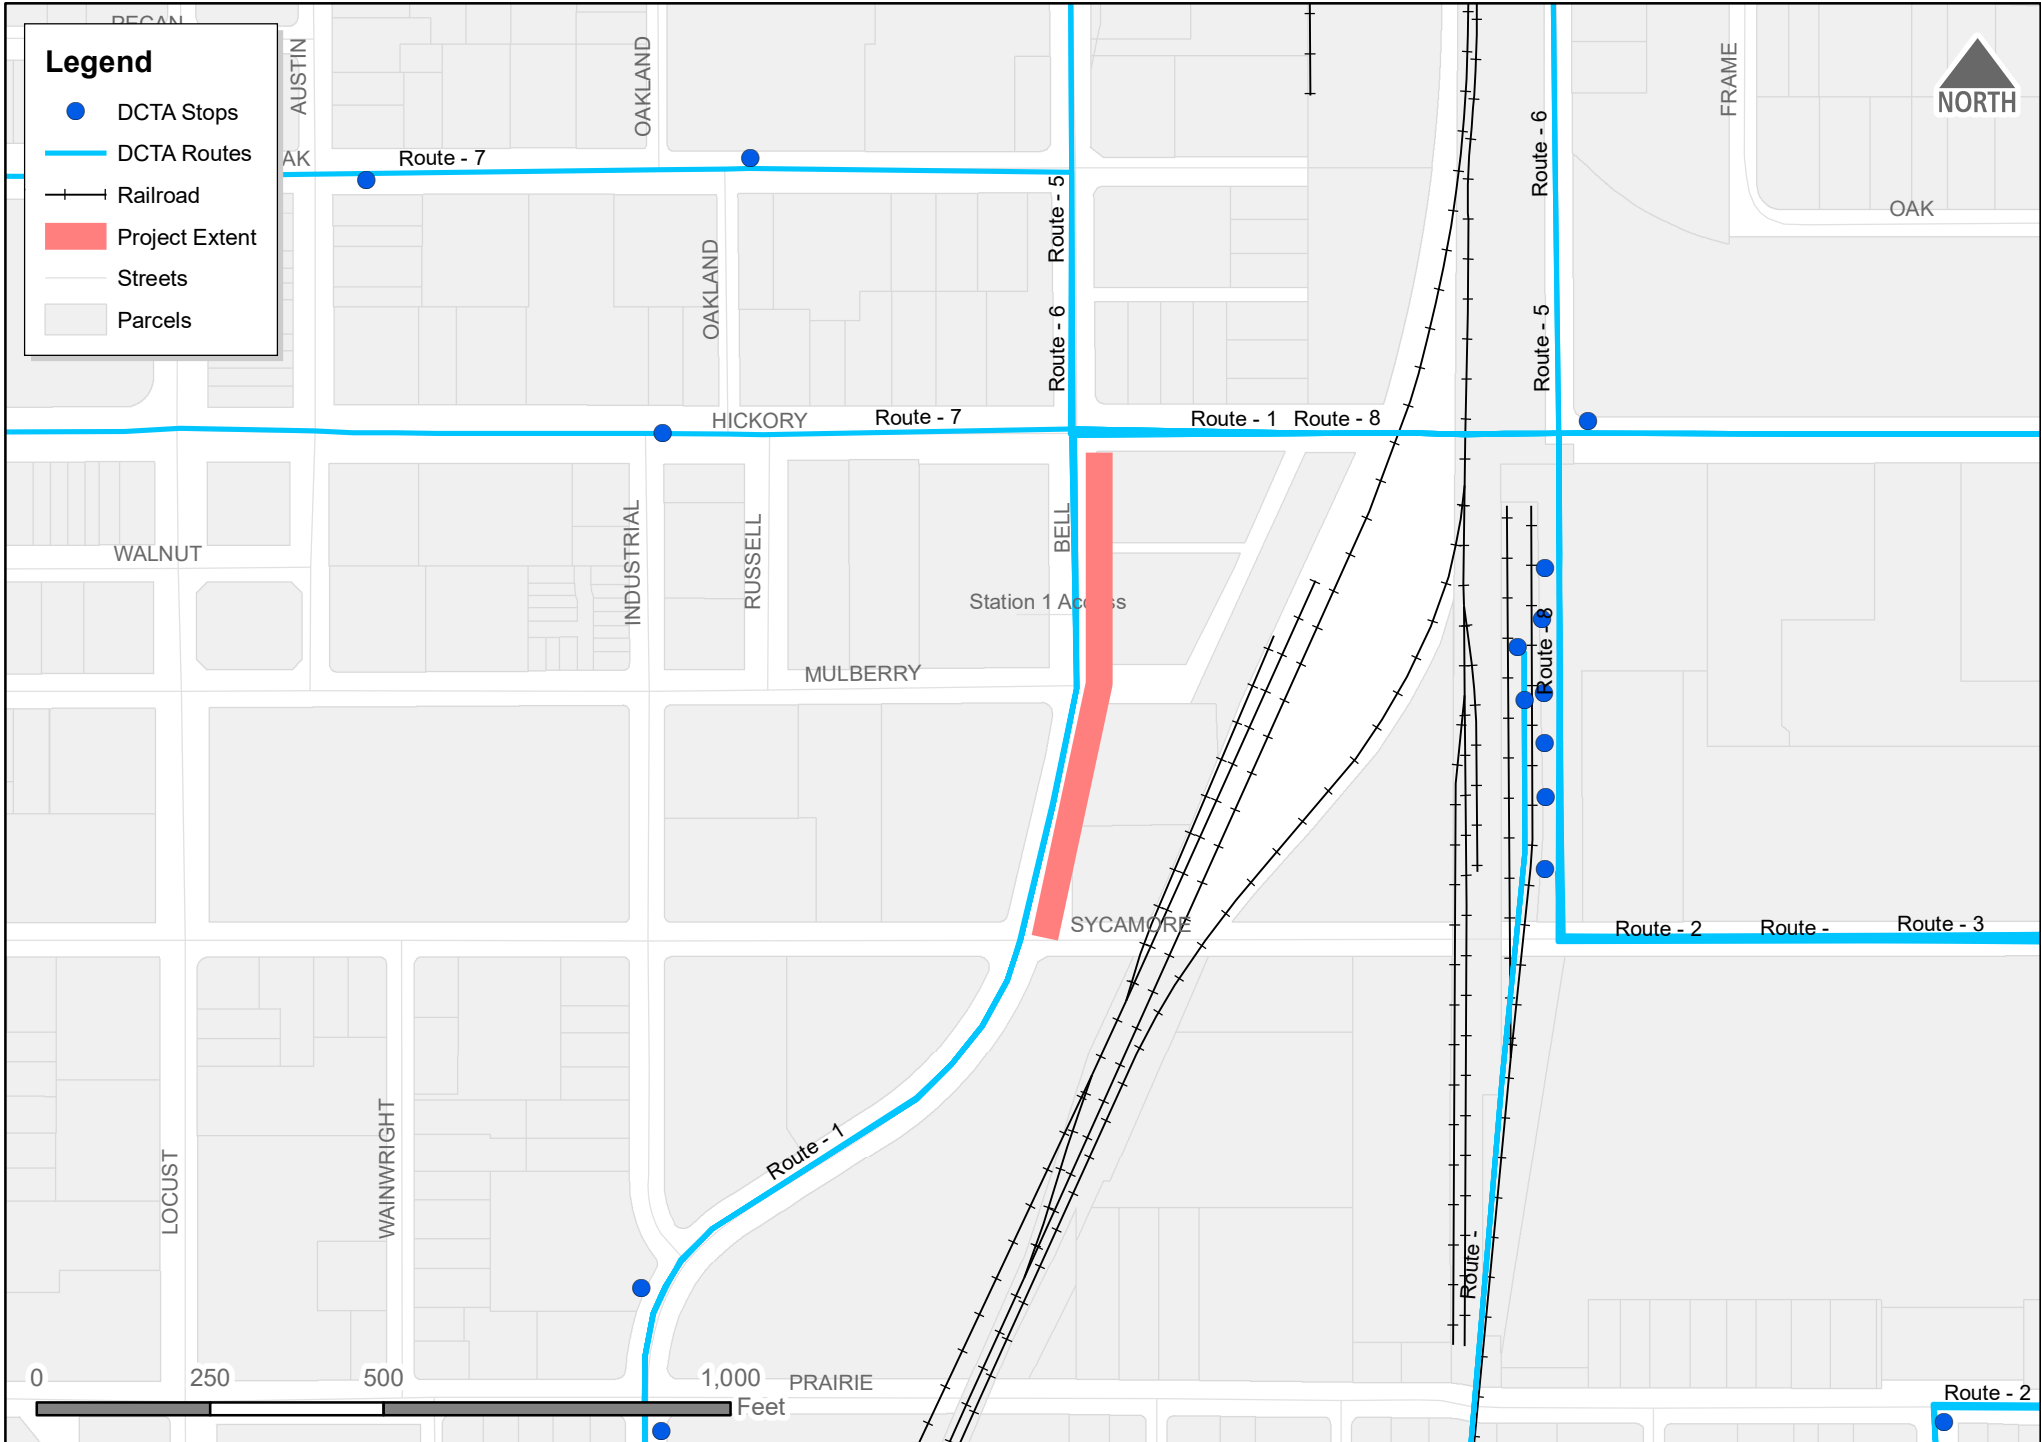 PECAN
Legend
DCTA Stops
DCTA Routes
Railroad
Project Extent
Streets
Parcels
AUSTIN
OAKLAND
FRAME
NORTH
AK
Route - 7
Route - 5
Route - 6
OAK
OAKLAND
Route - 6
Route - 5
HICKORY
Route - 7
Route - 1
Route - 8
WALNUT
INDUSTRIAL
RUSSELL
BELL
Station 1 Access
Route - 8
MULBERRY
SYCAMORE
Route - 2
Route -
Route - 3
LOCUST
WAINWRIGHT
Route - 1
Route -
0 250 500 1,000
Feet
PRAIRIE
Route - 2